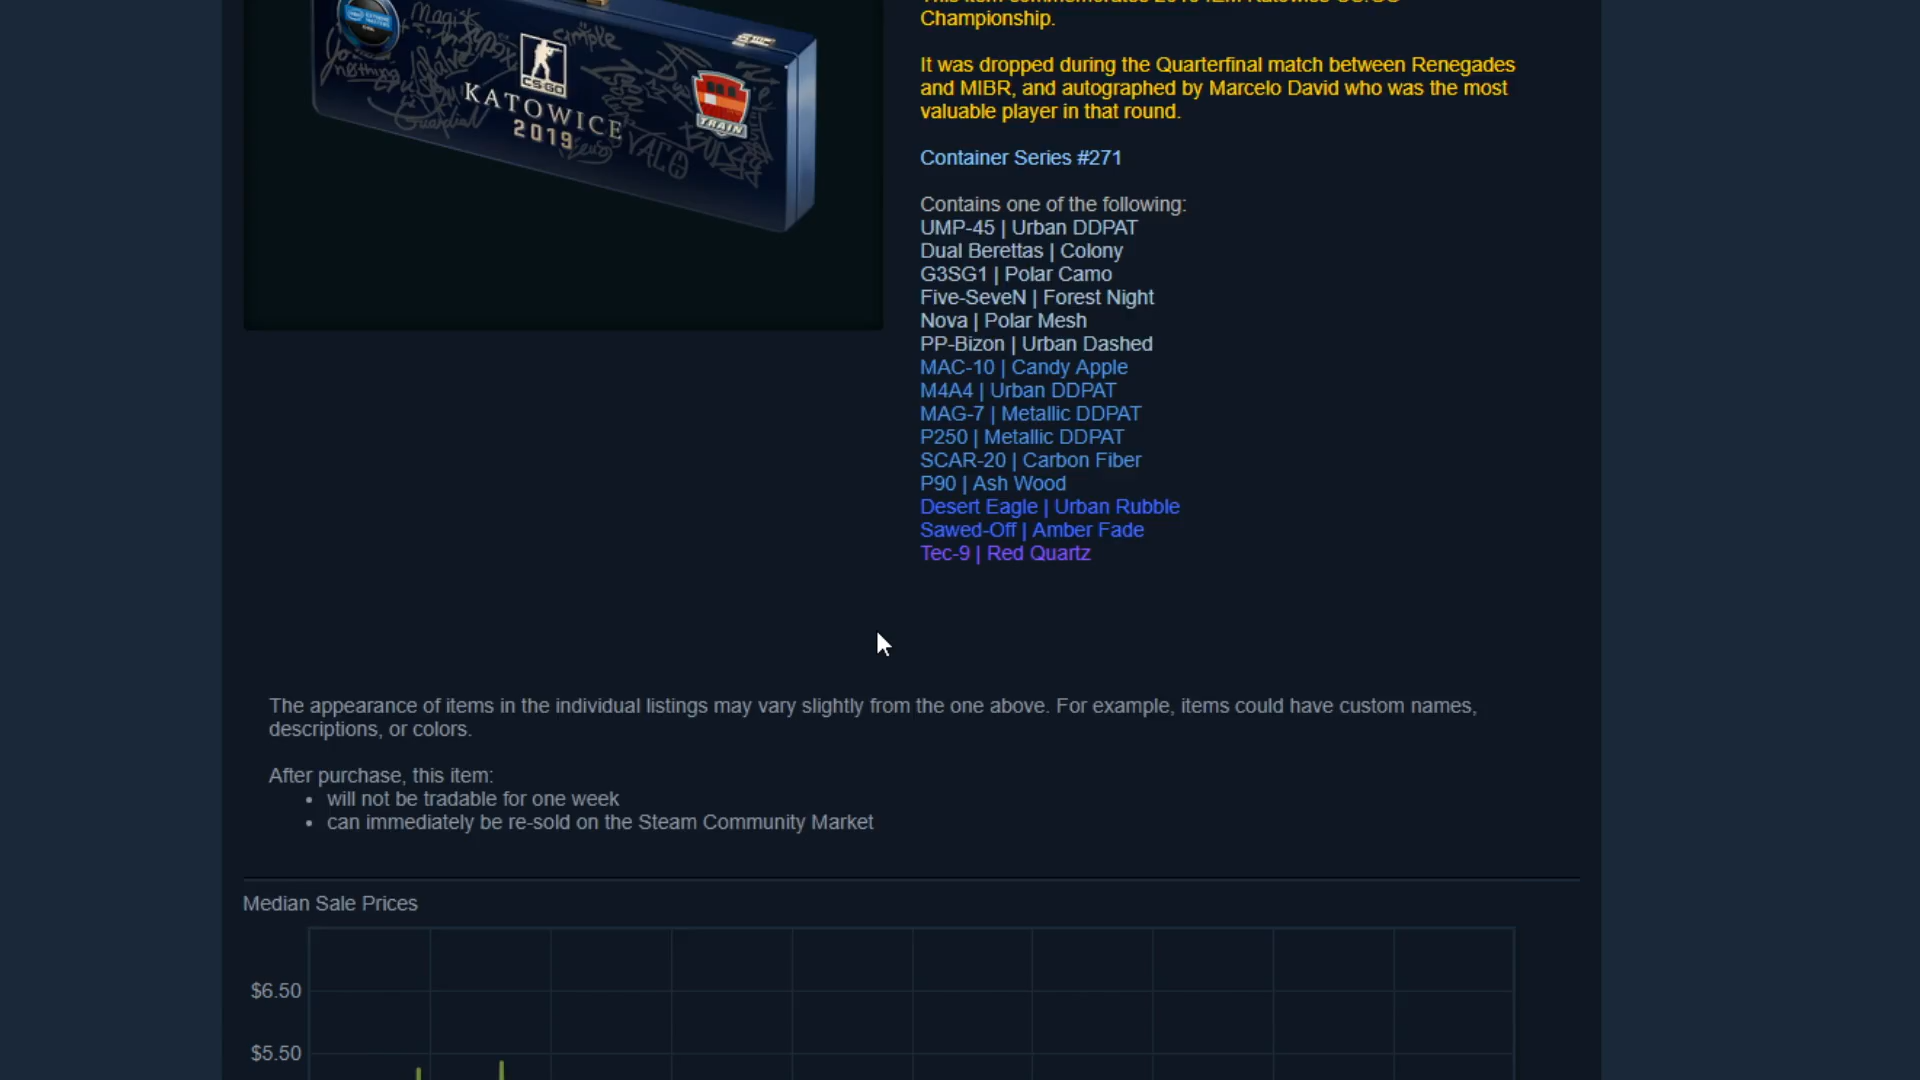 Championship.
It was dropped during the Quarterfinal match between Renegades
and MIBR, and autographed by Marcelo David who was the most
valuable player in that round.
Container Series #271
Contains one of the following:
UMP-45 | Urban DDPAT
Dual Berettas | Colony
G3SG1 | Polar Camo
Five-SeveN | Forest Night
Nova | Polar Mesh
PP-Bizon | Urban Dashed
MAC-10 | Candy Apple
M4A4 | Urban DDPAT
MAG-7 | Metallic DDPAT
P250 | Metallic DDPAT
SCAR-20 | Carbon Fiber
P90 | Ash Wood
Desert Eagle | Urban Rubble
Sawed-Off | Amber Fade
Tec-9 | Red Quartz
Magisk
s1mple
nothing
CS:GO
KATOWICE
2019
TRAIN
Guardian
The appearance of items in the individual listings may vary slightly from the one above. For example, items could have custom names,
descriptions, or colors.
After purchase, this item:
• will not be tradable for one week
• can immediately be re-sold on the Steam Community Market
Median Sale Prices
$6.50
$5.50